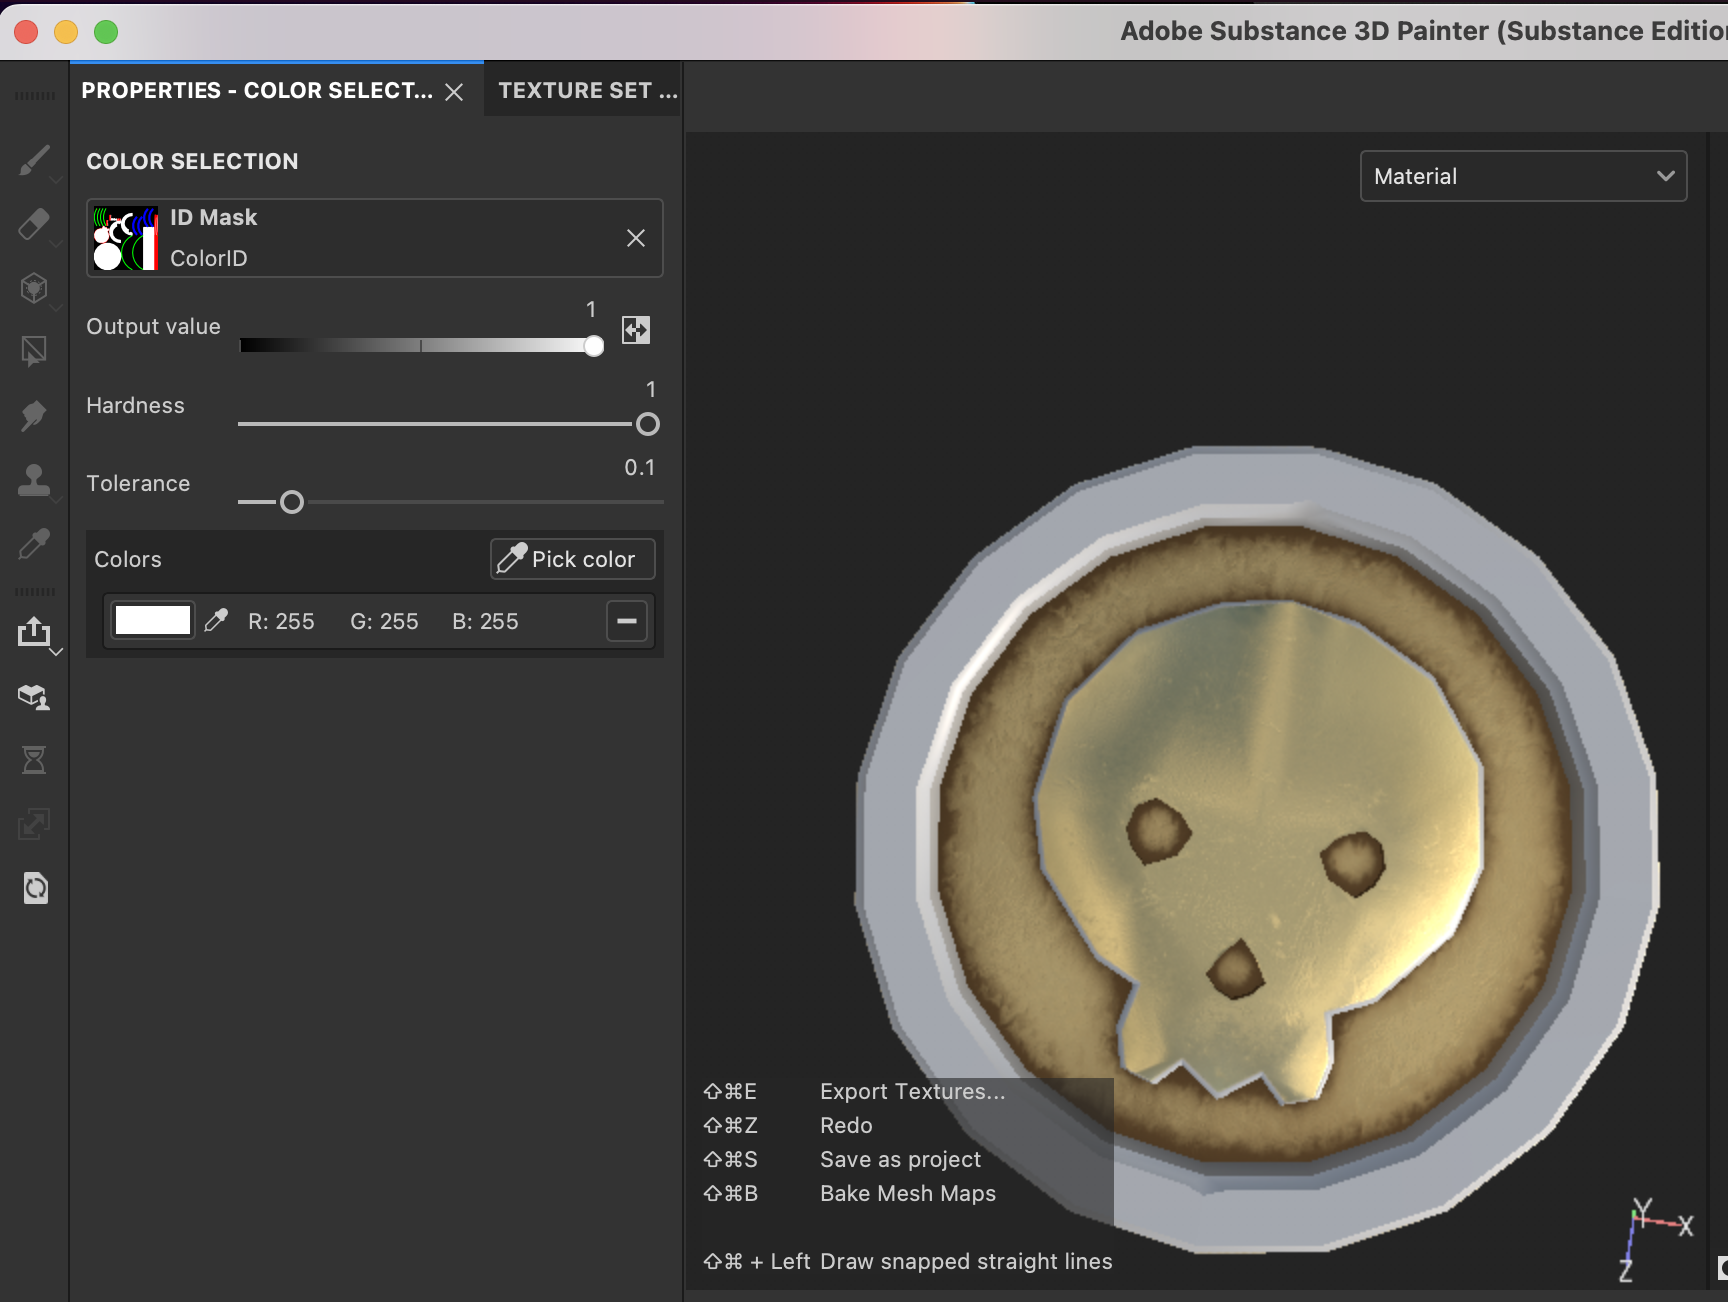 Adobe Substance 3D Painter (Substance Edition
PROPERTIES - COLOR SELECT...
TEXTURE SET ...
COLOR SELECTION
ID Mask
ColorID
Output value
1
Hardness
1
Tolerance
0.1
Colors
Pick color
R: 255 G: 255 B: 255
Material
⇧⌘E Export Textures...
⇧⌘Z Redo
⇧⌘S Save as project
⇧⌘B Bake Mesh Maps
⇧⌘ + Left Draw snapped straight lines
Y
X
Z